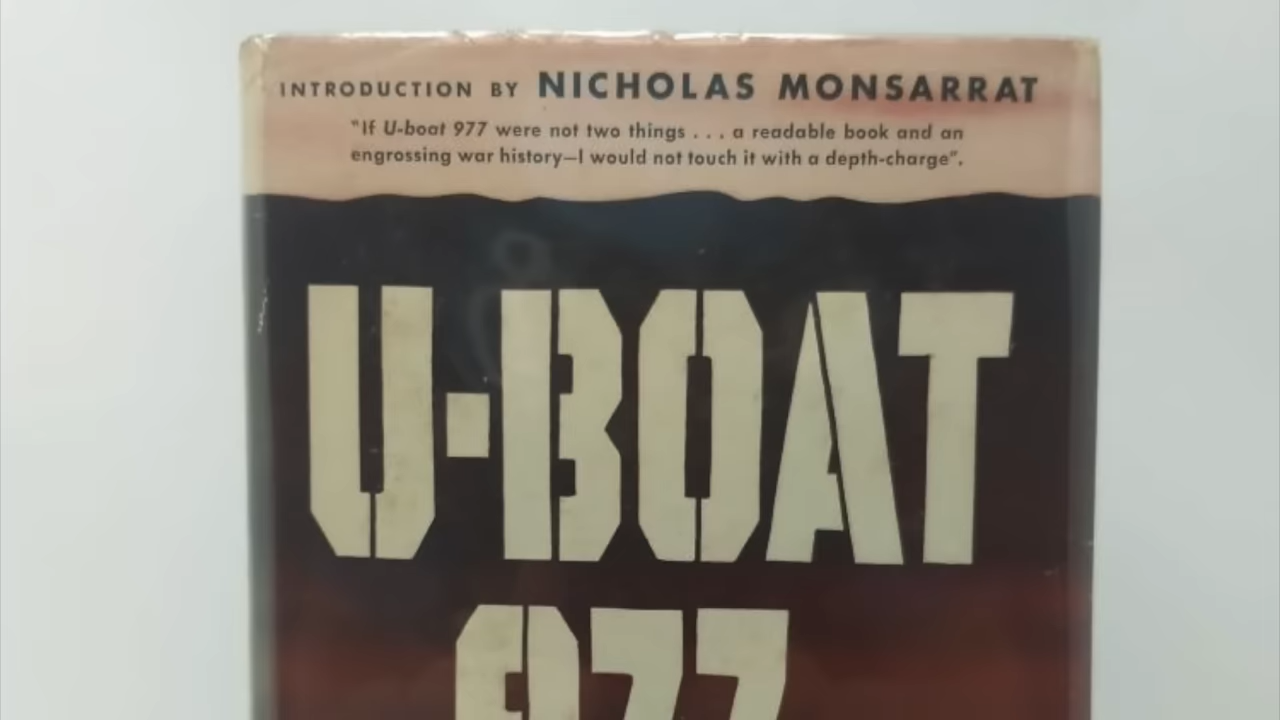 INTRODUCTION BY NICHOLAS MONSARRAT
"If U-boat 977 were not two things . . . a readable book and an
engrossing war history—I would not touch it with a depth-charge".
U-BOAT
977